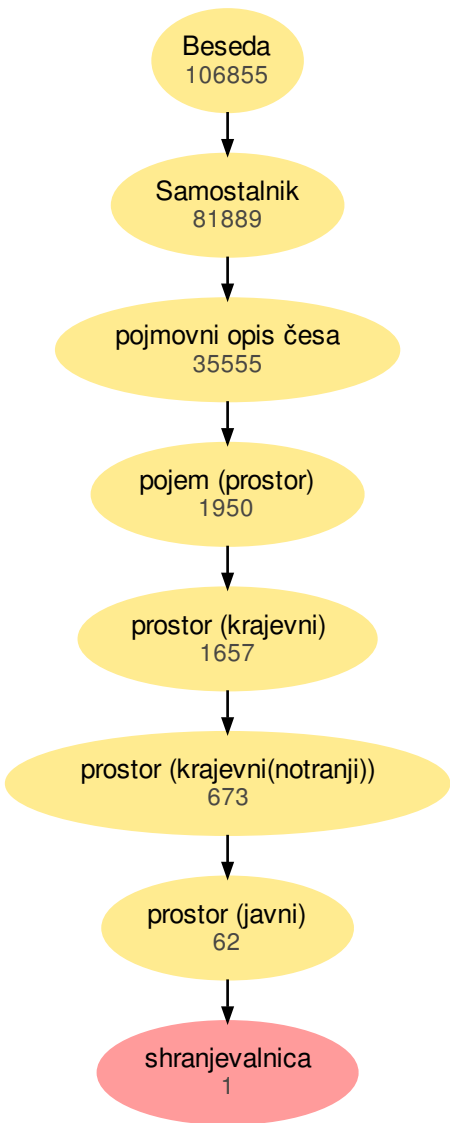 Beseda
106855
Samostalnik
81889
pojmovni opis česa
35555
pojem (prostor)
1950
prostor (krajevni)
1657
prostor (krajevni(notranji))
673
prostor (javni)
62
shranjevalnica
1